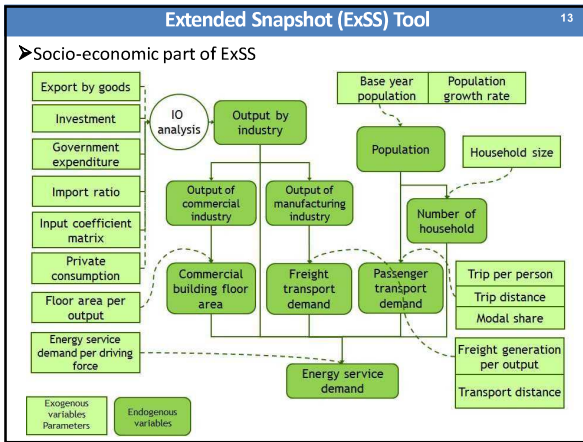 Extended Snapshot (ExSS) Tool
13
➤Socio-economic part of ExSS
Export by goods
Investment
Government
expenditure
Import ratio
Input coefficient
matrix
Private
consumption
Floor area per
output
Energy service
demand per driving
force
IO
analysis
Output by
industry
Output of
commercial
industry
Output of
manufacturing
industry
Commercial
building floor
area
Freight
transport
demand
Base year
population
Population
growth rate
Population
Household size
Number of
household
Passenger
transport
demand
Trip per person
Trip distance
Modal share
Freight generation
per output
Transport distance
Energy service
demand
Exogenous
variables
Parameters
Endogenous
variables